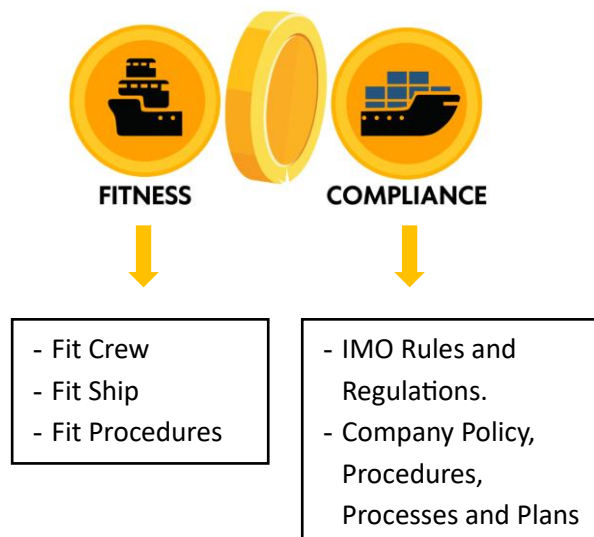 FITNESS
COMPLIANCE
- Fit Crew
- Fit Ship
- Fit Procedures
- IMO Rules and
Regulations.
- Company Policy,
Procedures,
Processes and Plans